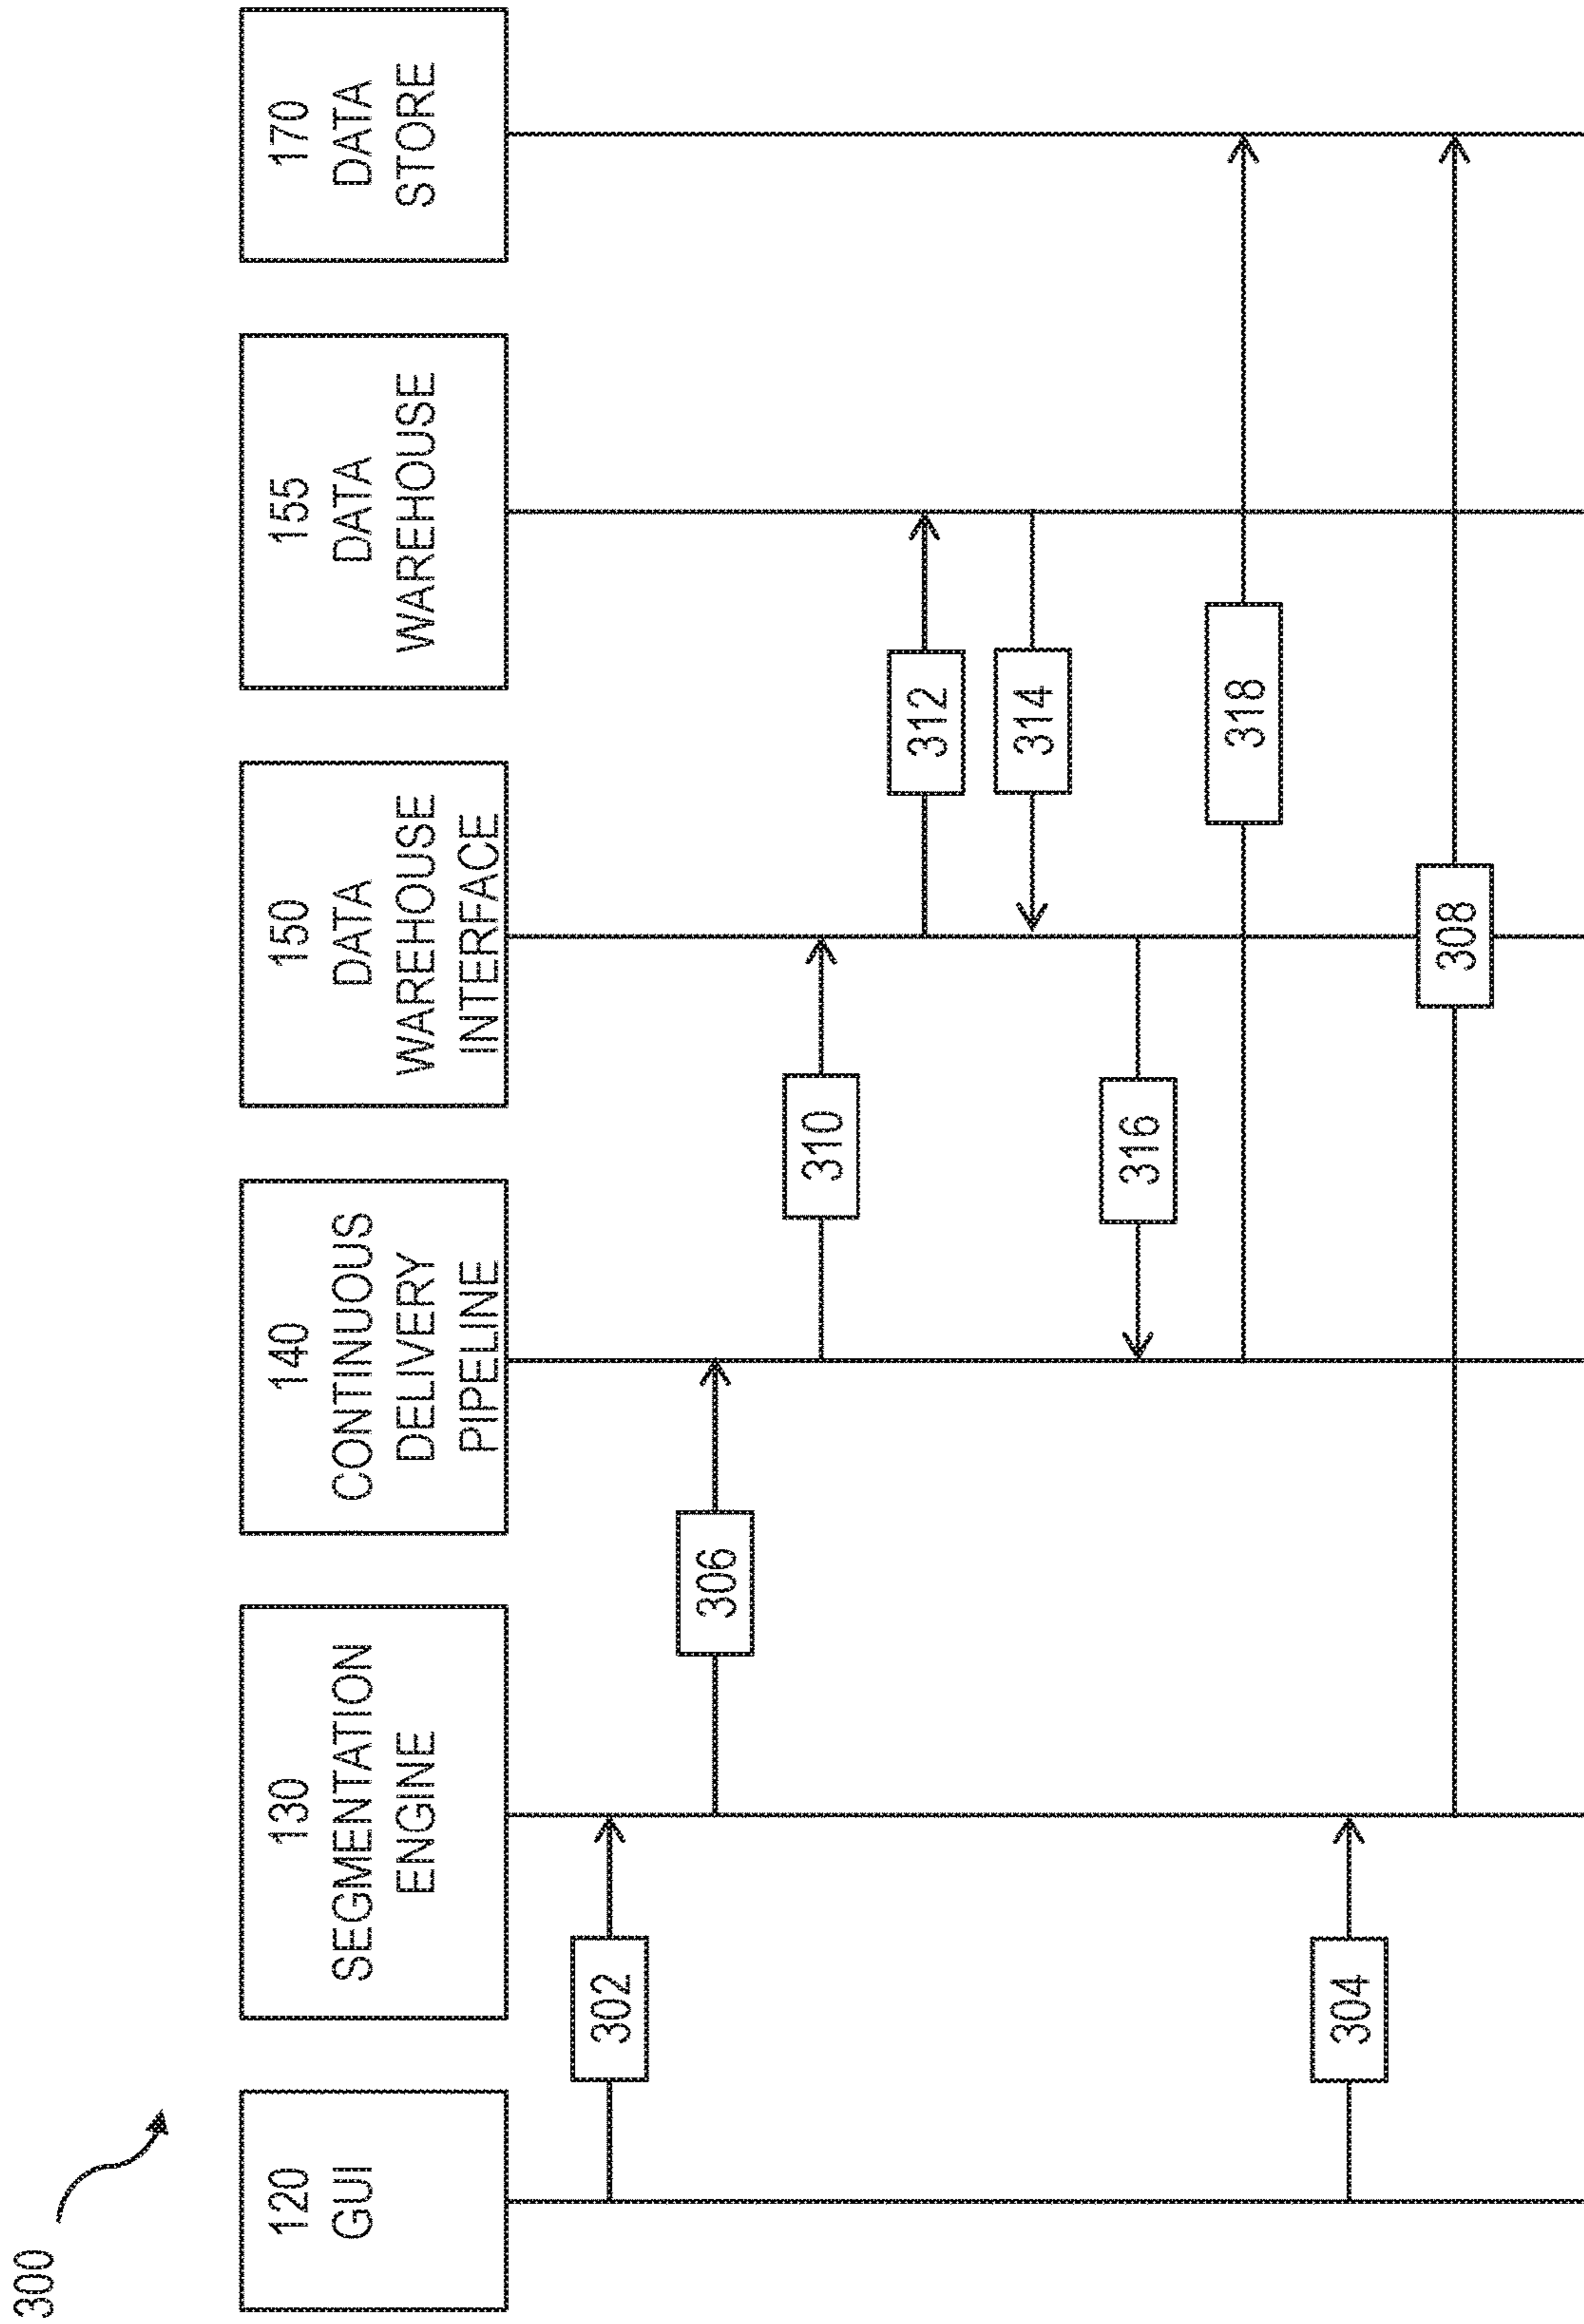 300
120
GUI
130
SEGMENTATION
ENGINE
140
CONTINUOUS
DELIVERY
PIPELINE
150
DATA
WAREHOUSE
INTERFACE
155
DATA
WAREHOUSE
170
DATA
STORE
302
306
310
312
314
316
318
304
308